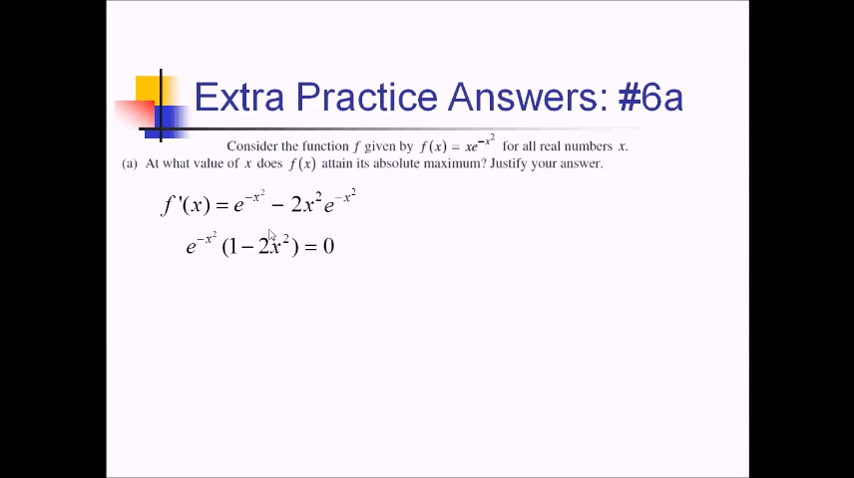 Extra Practice Answers: #6a
Consider the function f given by f(x) = xe^{-x^2} for all real numbers x.
(a) At what value of x does f(x) attain its absolute maximum? Justify your answer.
f'(x) = e^{-x^2} − 2x^2e^{-x^2}
e^{-x^2}(1 − 2x^2) = 0